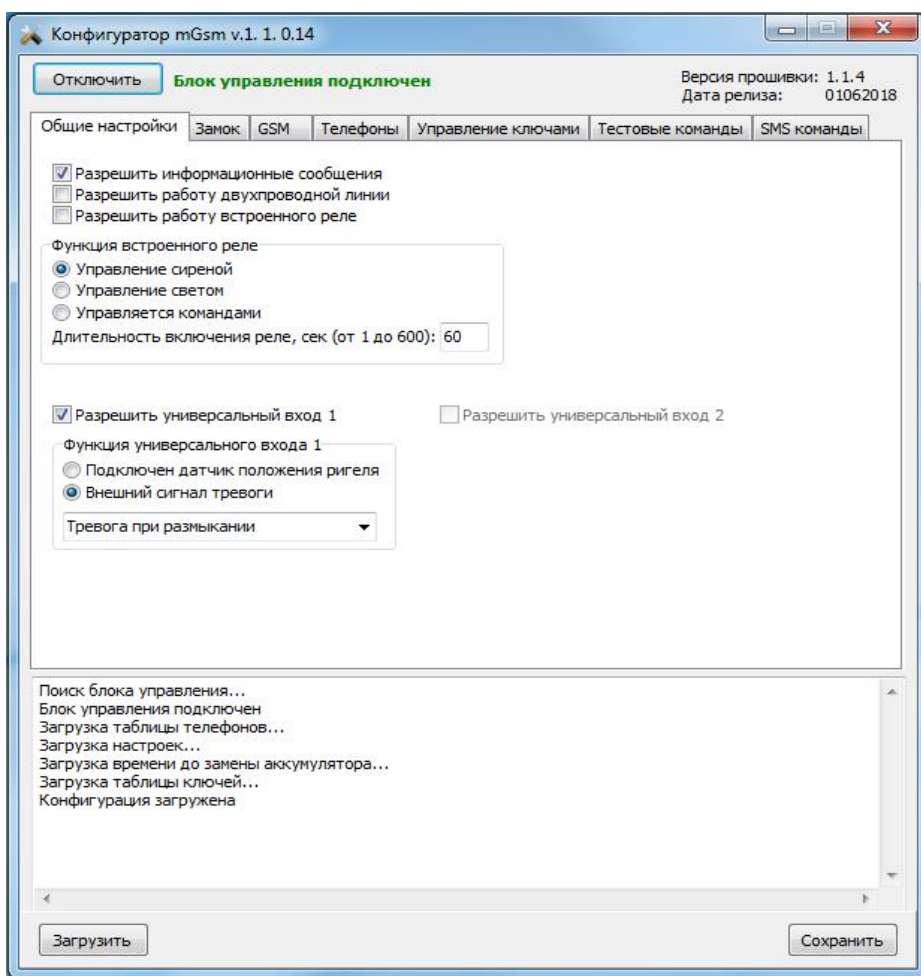 Конфигуратор mGsm v.1. 1. 0.14
Отключить Блок управления подключен Версия прошивки: 1.1.4
Дата релиза: 01062018
Общие настройки Замок GSM Телефоны Управление ключами Тестовые команды SMS команды
Разрешить информационные сообщения
Разрешить работу двухпроводной линии
Разрешить работу встроенного реле
Функция встроенного реле
Управление сиреной
Управление светом
Управляется командами
Длительность включения реле, сек (от 1 до 600): 60
Разрешить универсальный вход 1 Разрешить универсальный вход 2
Функция универсального входа 1
Подключен датчик положения ригеля
Внешний сигнал тревоги
Тревога при размыкании
Поиск блока управления...
Блок управления подключен
Загрузка таблицы телефонов...
Загрузка настроек...
Загрузка времени до замены аккумулятора...
Загрузка таблицы ключей...
Конфигурация загружена
Загрузить Сохранить